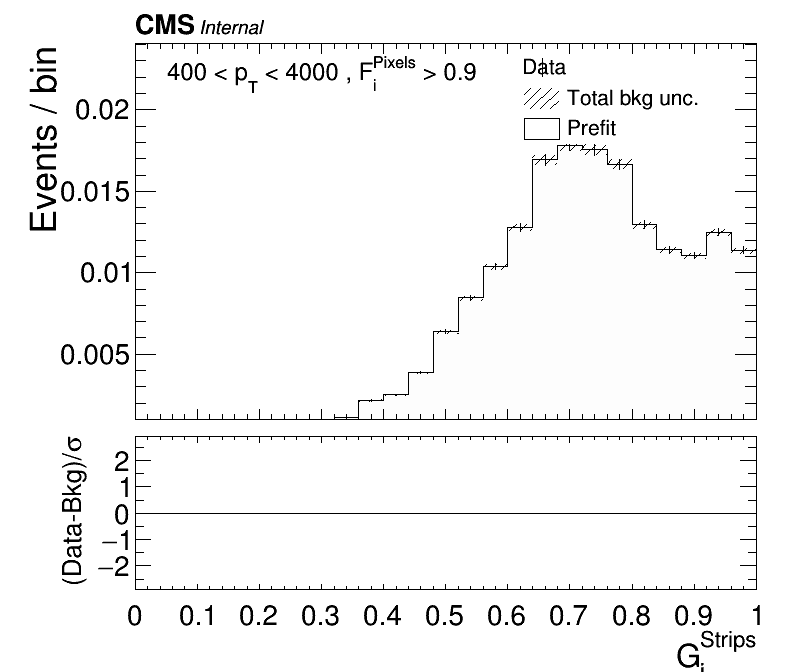 CMS Internal
400 < p_T < 4000 , F_i^Pixels > 0.9
Data
Total bkg unc.
Prefit
Events / bin
0.02
0.015
0.01
0.005
(Data-Bkg)/σ
2
1
0
−1
−2
0 0.1 0.2 0.3 0.4 0.5 0.6 0.7 0.8 0.9 1
G_i^Strips